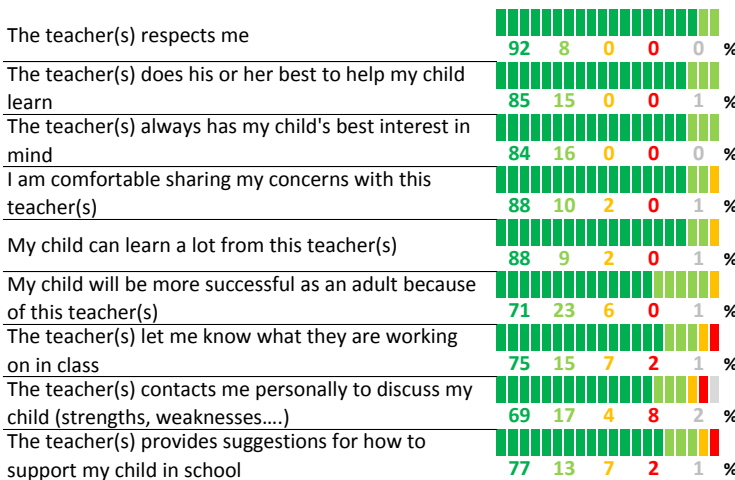 The teacher(s) respects me
92 8 0 0 0 %
The teacher(s) does his or her best to help my child
learn
85 15 0 0 1 %
The teacher(s) always has my child's best interest in
mind
84 16 0 0 0 %
I am comfortable sharing my concerns with this
teacher(s)
88 10 2 0 1 %
My child can learn a lot from this teacher(s)
88 9 2 0 1 %
My child will be more successful as an adult because
of this teacher(s)
71 23 6 0 1 %
The teacher(s) let me know what they are working
on in class
75 15 7 2 1 %
The teacher(s) contacts me personally to discuss my
child (strengths, weaknesses....)
69 17 4 8 2 %
The teacher(s) provides suggestions for how to
support my child in school
77 13 7 2 1 %